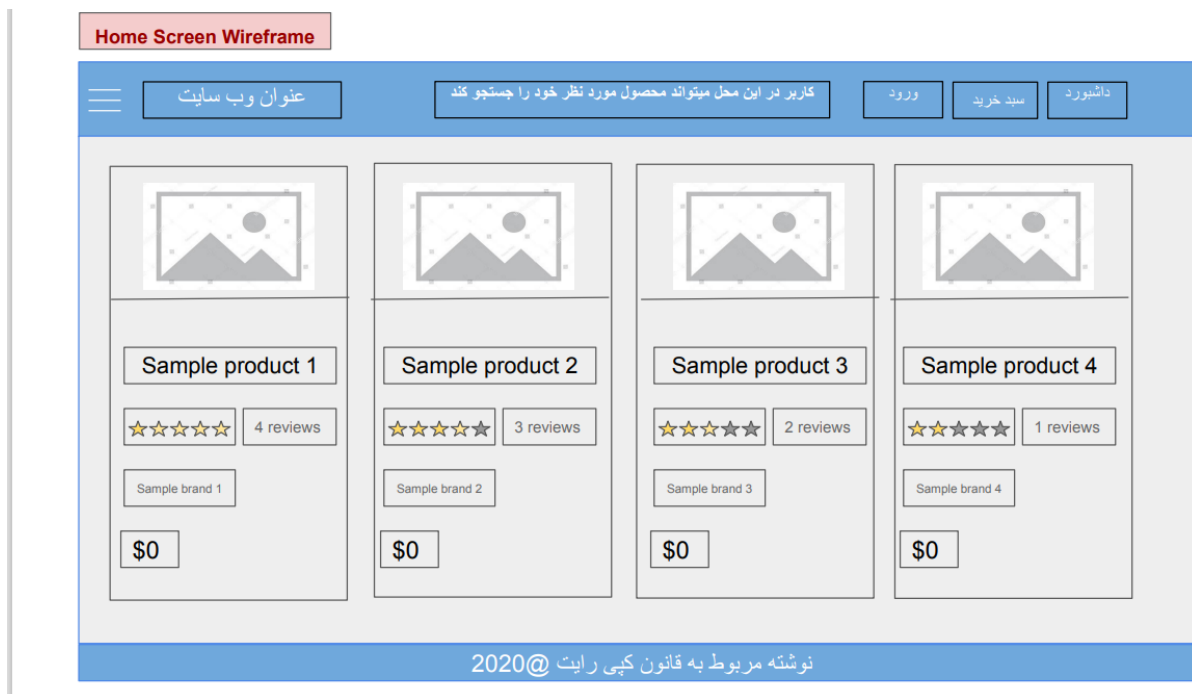 Home Screen Wireframe
عنوان وب سایت
کاربر در این محل میتواند محصول مورد نظر خود را جستجو کند
ورود
سبد خرید
داشبورد
Sample product 1
4 reviews
Sample brand 1
$0
Sample product 2
3 reviews
Sample brand 2
$0
Sample product 3
2 reviews
Sample brand 3
$0
Sample product 4
1 reviews
Sample brand 4
$0
نوشته مربوط به قانون کپی رایت @2020